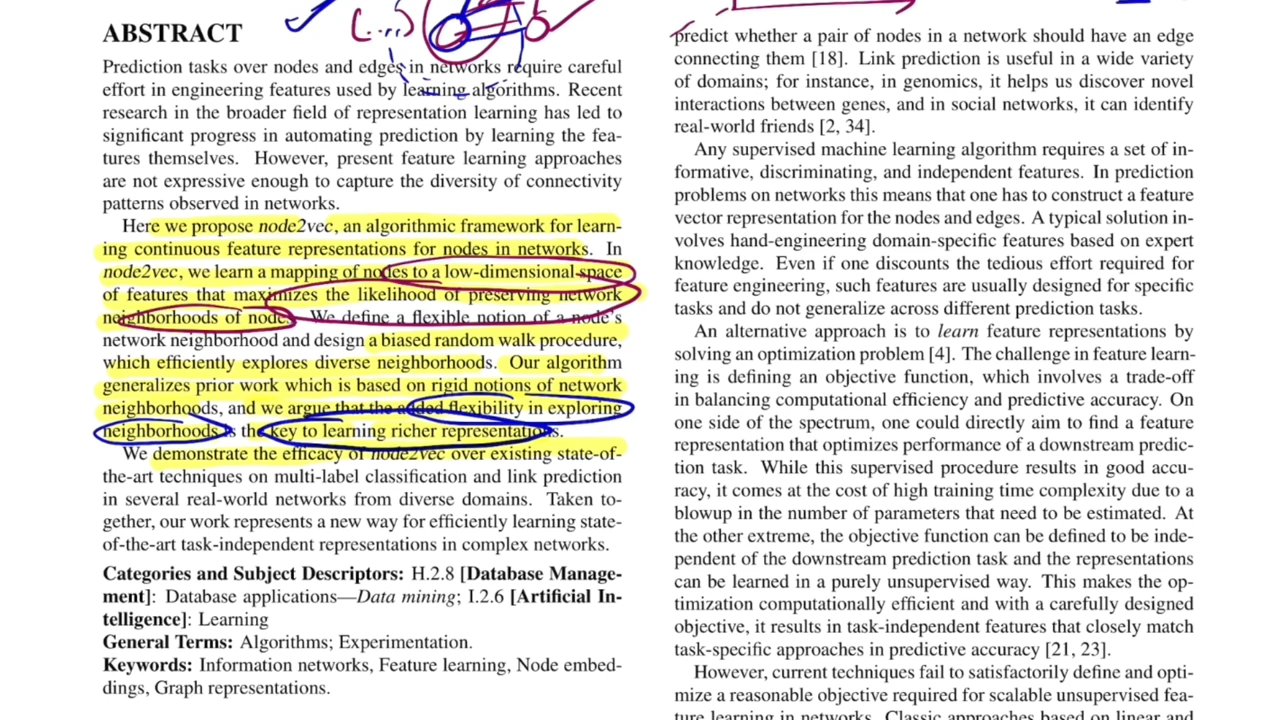 ABSTRACT
Prediction tasks over nodes and edges in networks require careful
effort in engineering features used by learning algorithms. Recent
research in the broader field of representation learning has led to
significant progress in automating prediction by learning the fea-
tures themselves. However, present feature learning approaches
are not expressive enough to capture the diversity of connectivity
patterns observed in networks.
Here we propose node2vec, an algorithmic framework for learn-
ing continuous feature representations for nodes in networks. In
node2vec, we learn a mapping of nodes to a low-dimensional space
of features that maximizes the likelihood of preserving network
neighborhoods of nodes. We define a flexible notion of a node's
network neighborhood and design a biased random walk procedure,
which efficiently explores diverse neighborhoods. Our algorithm
generalizes prior work which is based on rigid notions of network
neighborhoods, and we argue that the added flexibility in exploring
neighborhoods is the key to learning richer representations.
We demonstrate the efficacy of node2vec over existing state-of-
the-art techniques on multi-label classification and link prediction
in several real-world networks from diverse domains. Taken to-
gether, our work represents a new way for efficiently learning state-
of-the-art task-independent representations in complex networks.
Categories and Subject Descriptors: H.2.8 [Database Manage-
ment]: Database applications—Data mining; I.2.6 [Artificial In-
telligence]: Learning
General Terms: Algorithms; Experimentation.
Keywords: Information networks, Feature learning, Node embed-
dings, Graph representations.
predict whether a pair of nodes in a network should have an edge
connecting them [18]. Link prediction is useful in a wide variety
of domains; for instance, in genomics, it helps us discover novel
interactions between genes, and in social networks, it can identify
real-world friends [2, 34].
Any supervised machine learning algorithm requires a set of in-
formative, discriminating, and independent features. In prediction
problems on networks this means that one has to construct a feature
vector representation for the nodes and edges. A typical solution in-
volves hand-engineering domain-specific features based on expert
knowledge. Even if one discounts the tedious effort required for
feature engineering, such features are usually designed for specific
tasks and do not generalize across different prediction tasks.
An alternative approach is to learn feature representations by
solving an optimization problem [4]. The challenge in feature learn-
ing is defining an objective function, which involves a trade-off
in balancing computational efficiency and predictive accuracy. On
one side of the spectrum, one could directly aim to find a feature
representation that optimizes performance of a downstream predic-
tion task. While this supervised procedure results in good accu-
racy, it comes at the cost of high training time complexity due to a
blowup in the number of parameters that need to be estimated. At
the other extreme, the objective function can be defined to be inde-
pendent of the downstream prediction task and the representations
can be learned in a purely unsupervised way. This makes the op-
timization computationally efficient and with a carefully designed
objective, it results in task-independent features that closely match
task-specific approaches in predictive accuracy [21, 23].
However, current techniques fail to satisfactorily define and opti-
mize a reasonable objective required for scalable unsupervised fea-
ture learning in networks. Classic approaches based on linear and